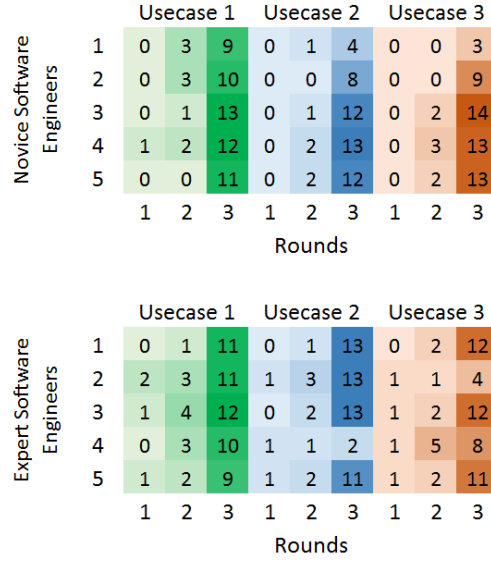 Usecase 1 Usecase 2 Usecase 3
Novice Software
Engineers
1 0 3 9 0 1 4 0 0 3
2 0 3 10 0 0 8 0 0 9
3 0 1 13 0 1 12 0 2 14
4 1 2 12 0 2 13 0 3 13
5 0 0 11 0 2 12 0 2 13
1 2 3 1 2 3 1 2 3
Rounds
Usecase 1 Usecase 2 Usecase 3
Expert Software
Engineers
1 0 1 11 0 1 13 0 2 12
2 2 3 11 1 3 13 1 1 4
3 1 4 12 0 2 13 1 2 12
4 0 3 10 1 1 2 1 5 8
5 1 2 9 1 2 11 1 2 11
1 2 3 1 2 3 1 2 3
Rounds